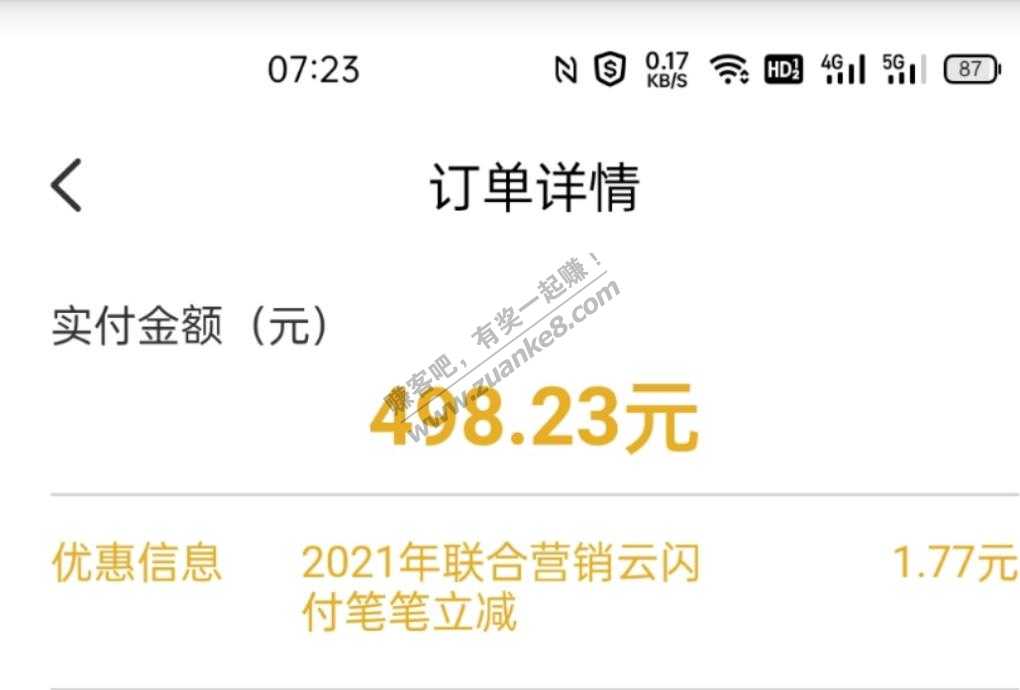 07:23
0.17
KB/S
HD
4G
5G
87
订单详情
实付金额（元）
赚客吧，有奖一起赚！
www.zuanke8.com
498.23元
优惠信息
2021年联合营销云闪
付笔笔立减
1.77元